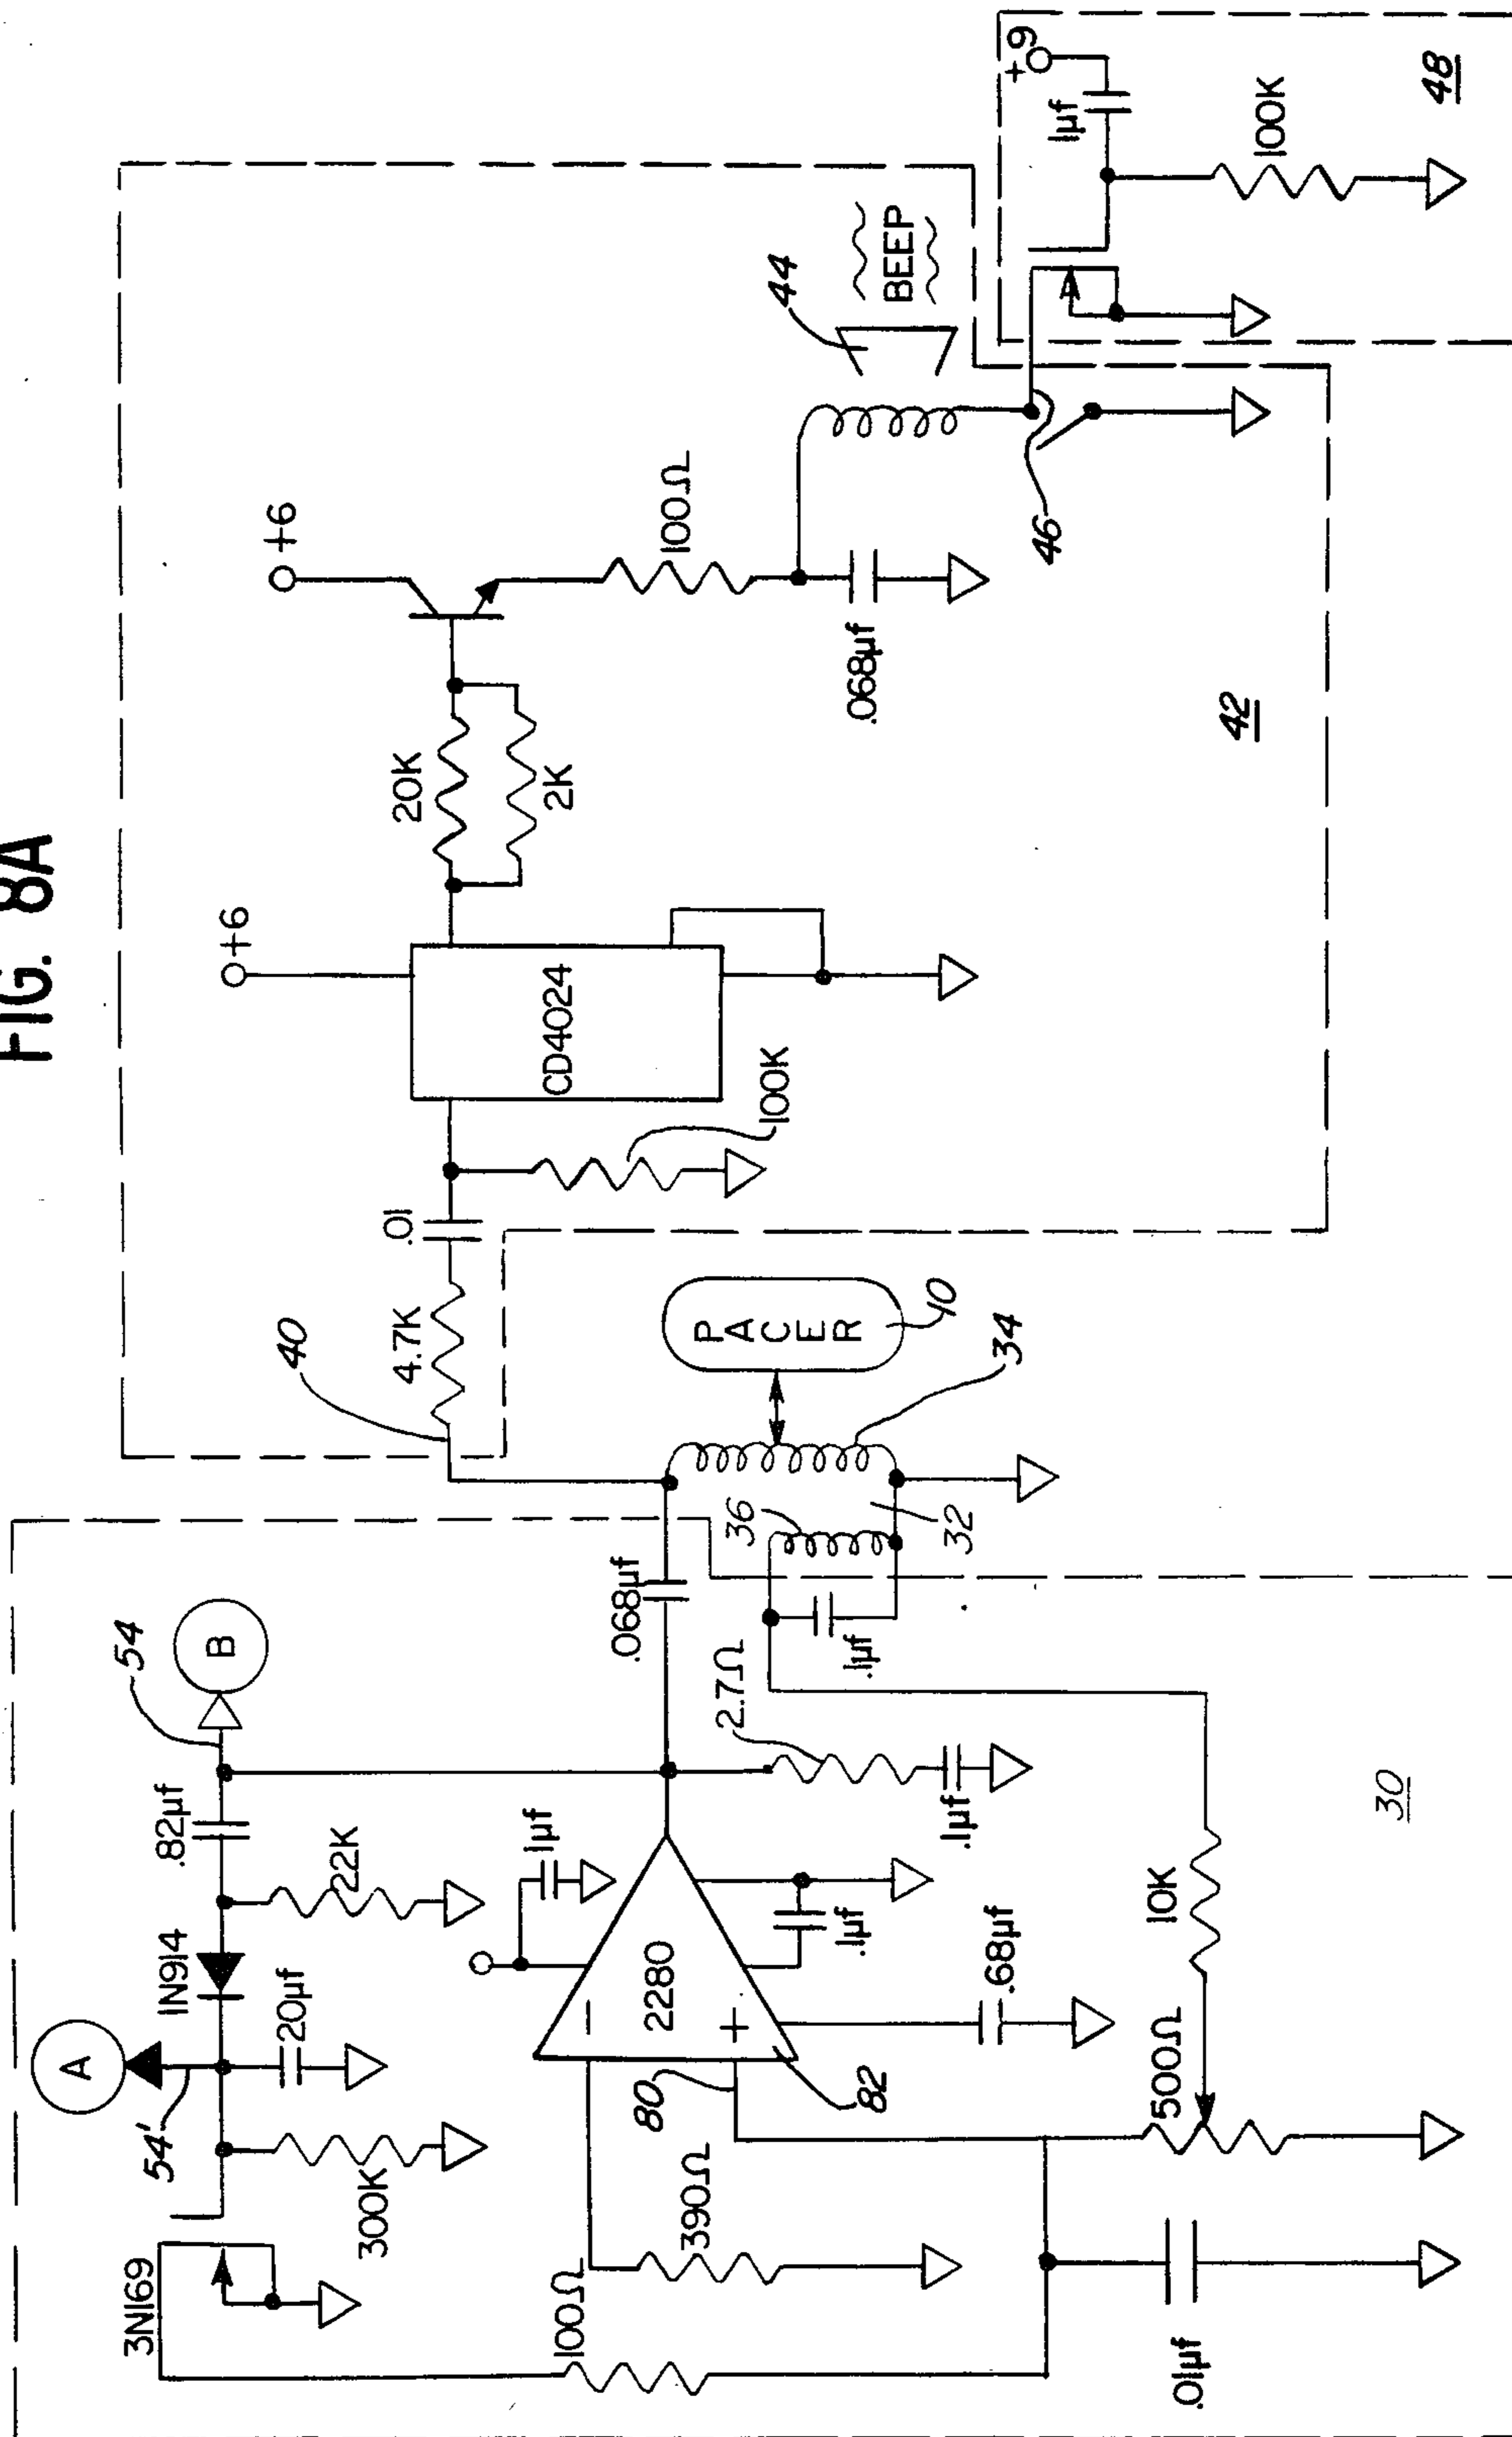 FIG. 8A
A
54'
54
B
3N169
1N914
.82µf
20µf
300K
22K
+6
+6
40
4.7K
.01
20K
2K
CD4024
100K
100Ω
1µf
−
2280
+
80
82
390Ω
.1µf
.68µf
.068µf
2.7Ω
.1µf
.1µf
36
32
34
PACER
10
.068µf
100Ω
44
BEEP
46
+9
1µf
100K
48
42
.01µf
500Ω
10K
30